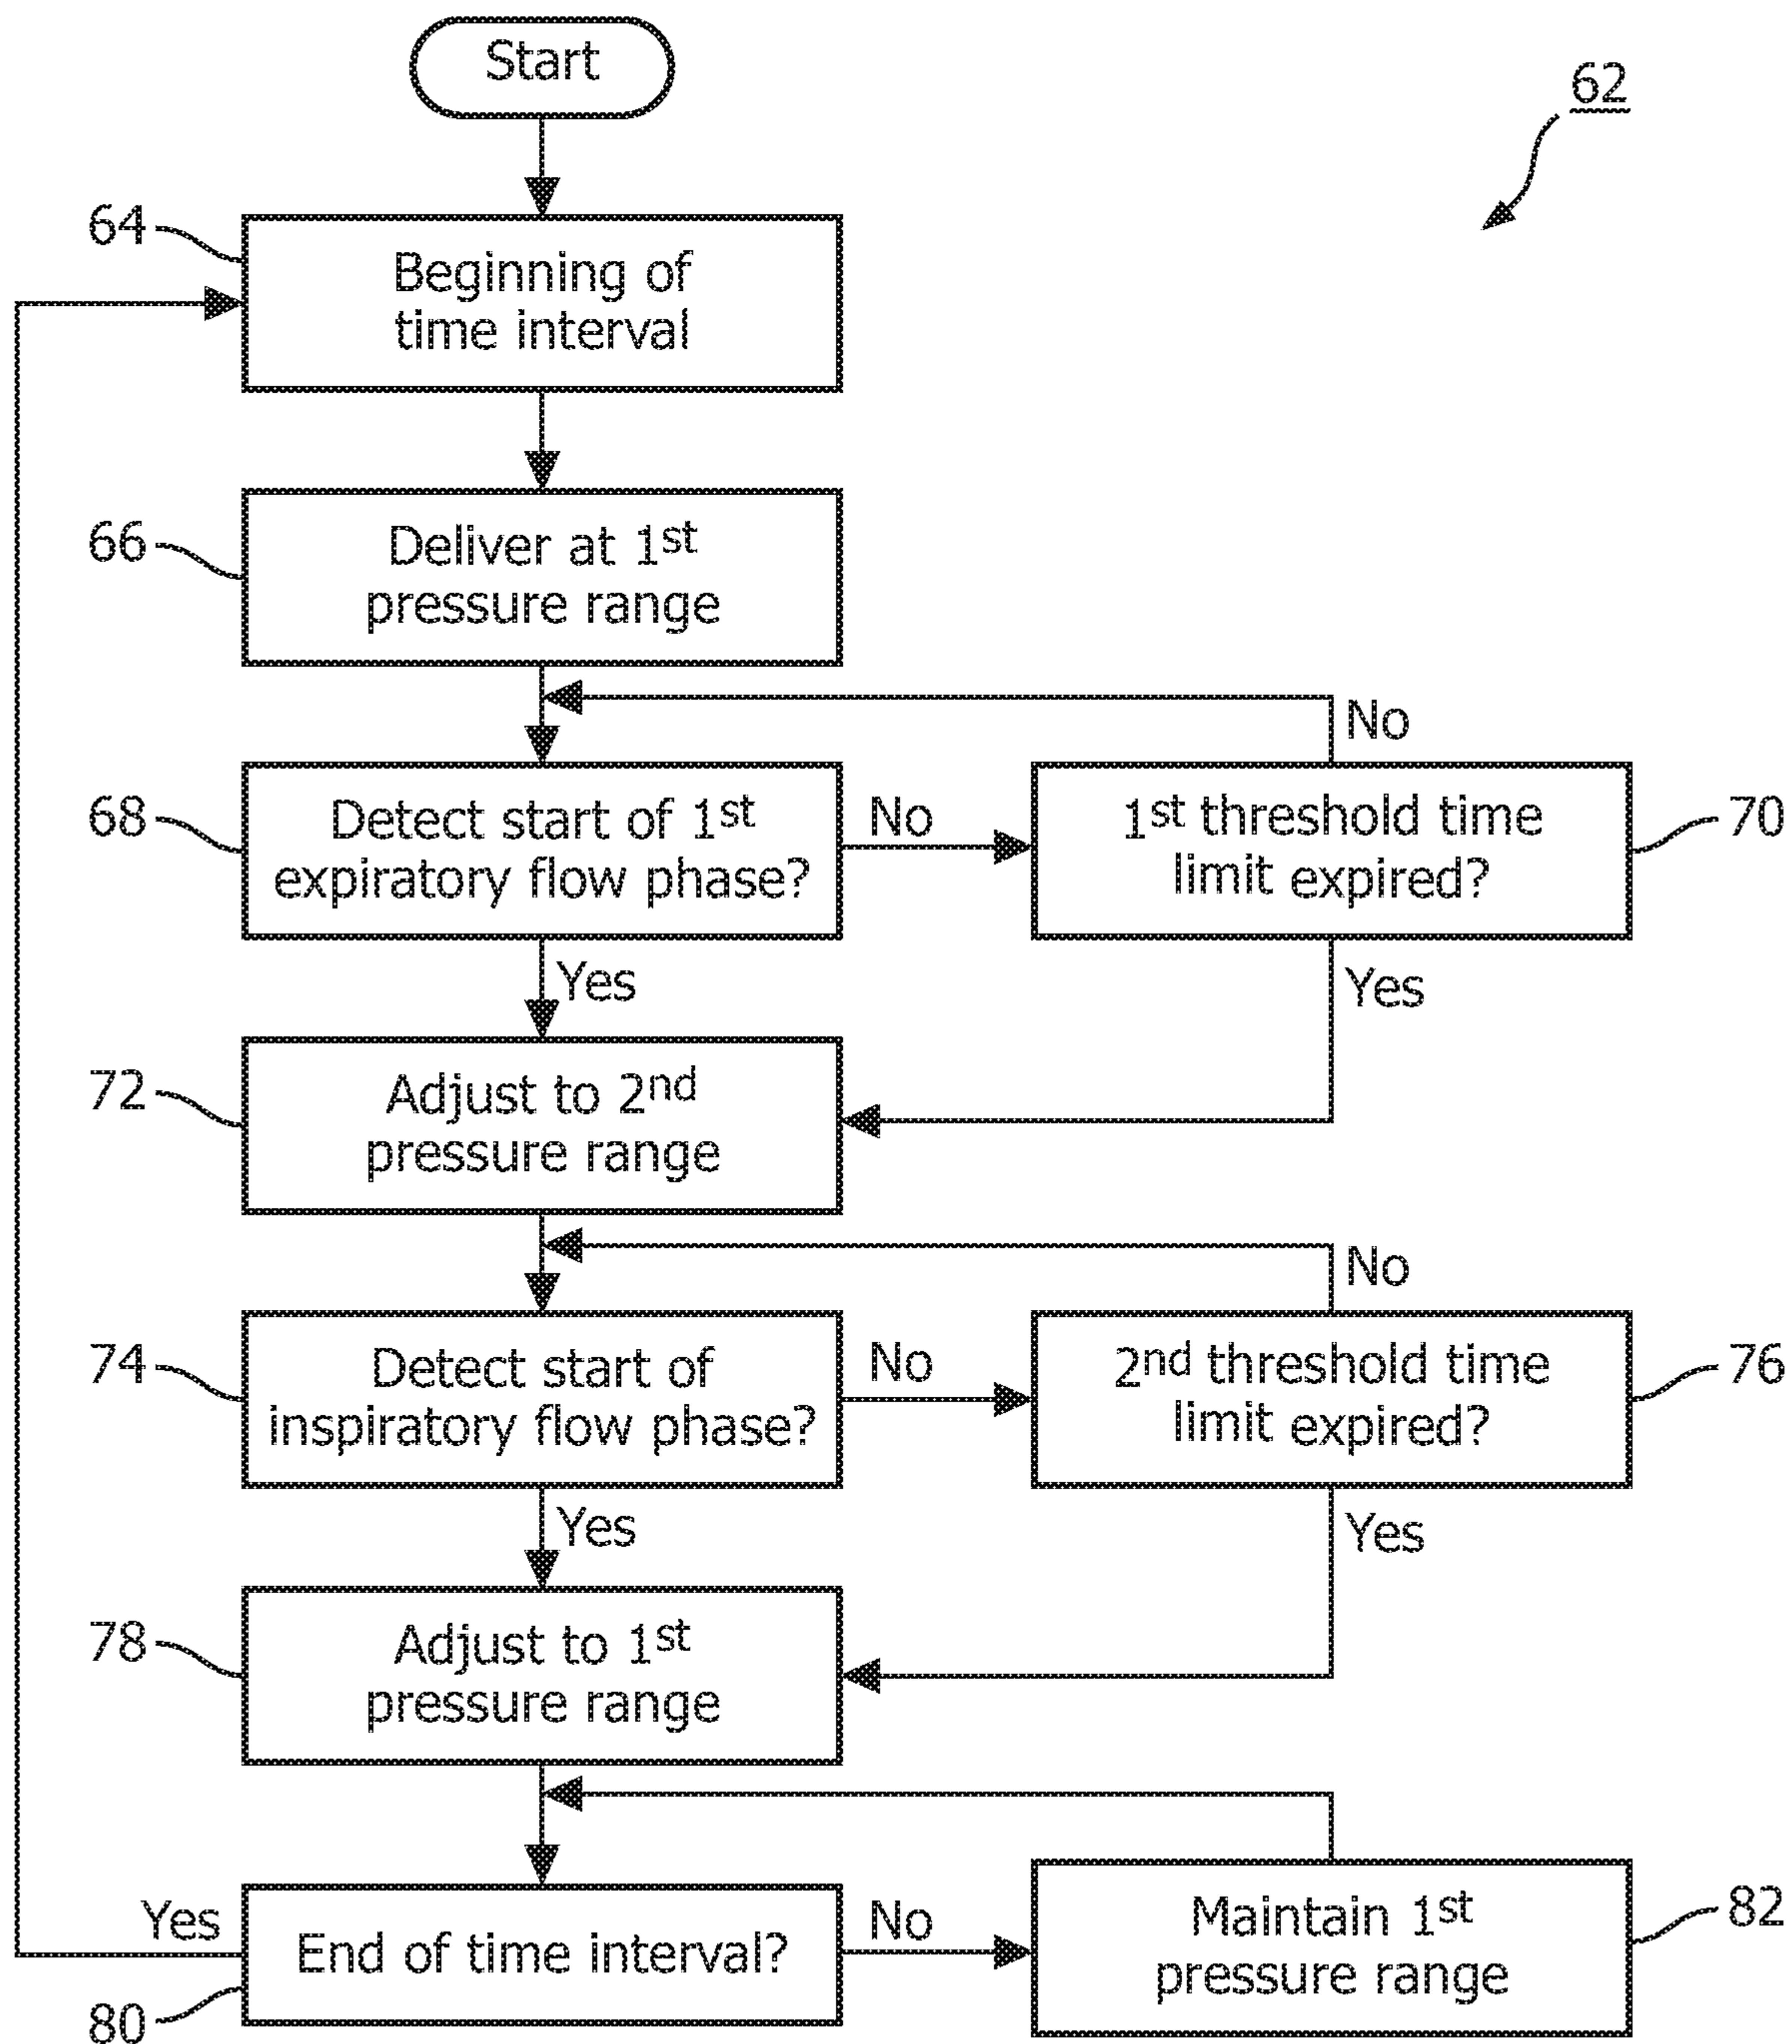 Start
62
64
Beginning of
time interval
66
Deliver at 1st
pressure range
No
68
Detect start of 1st
expiratory flow phase?
No
1st threshold time
limit expired?
70
Yes
Yes
72
Adjust to 2nd
pressure range
No
74
Detect start of
inspiratory flow phase?
No
2nd threshold time
limit expired?
76
Yes
Yes
78
Adjust to 1st
pressure range
Yes
End of time interval?
No
Maintain 1st
pressure range
82
80